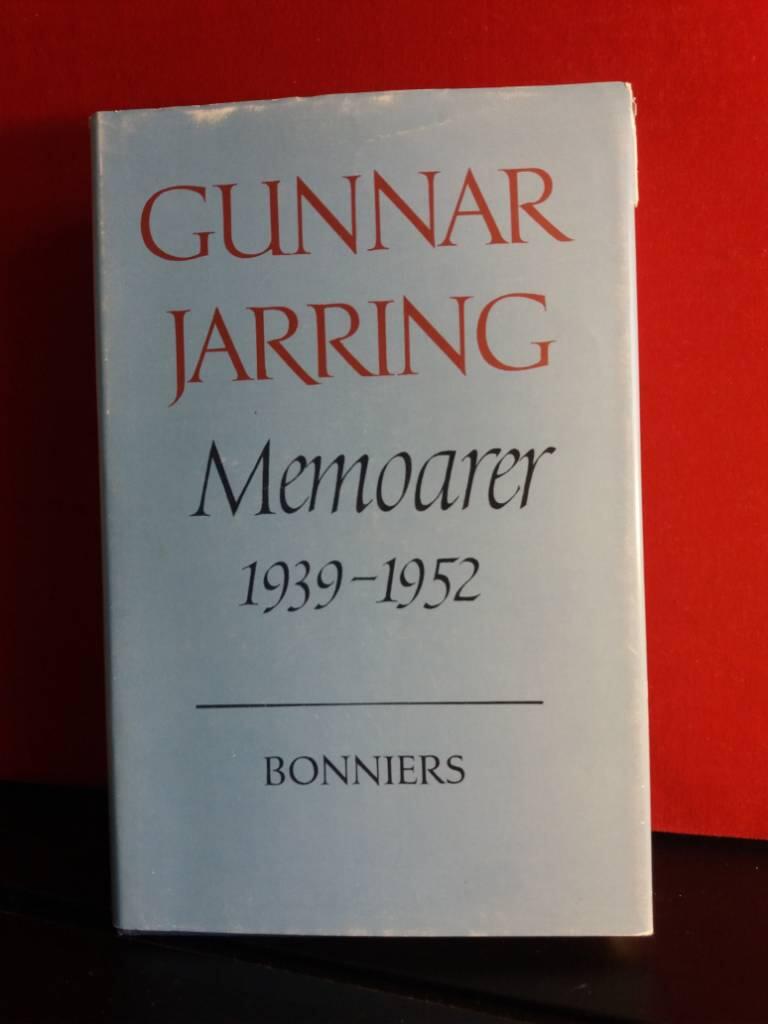 GUNNAR
JARRING
Memoarer
1939–1952
BONNIERS